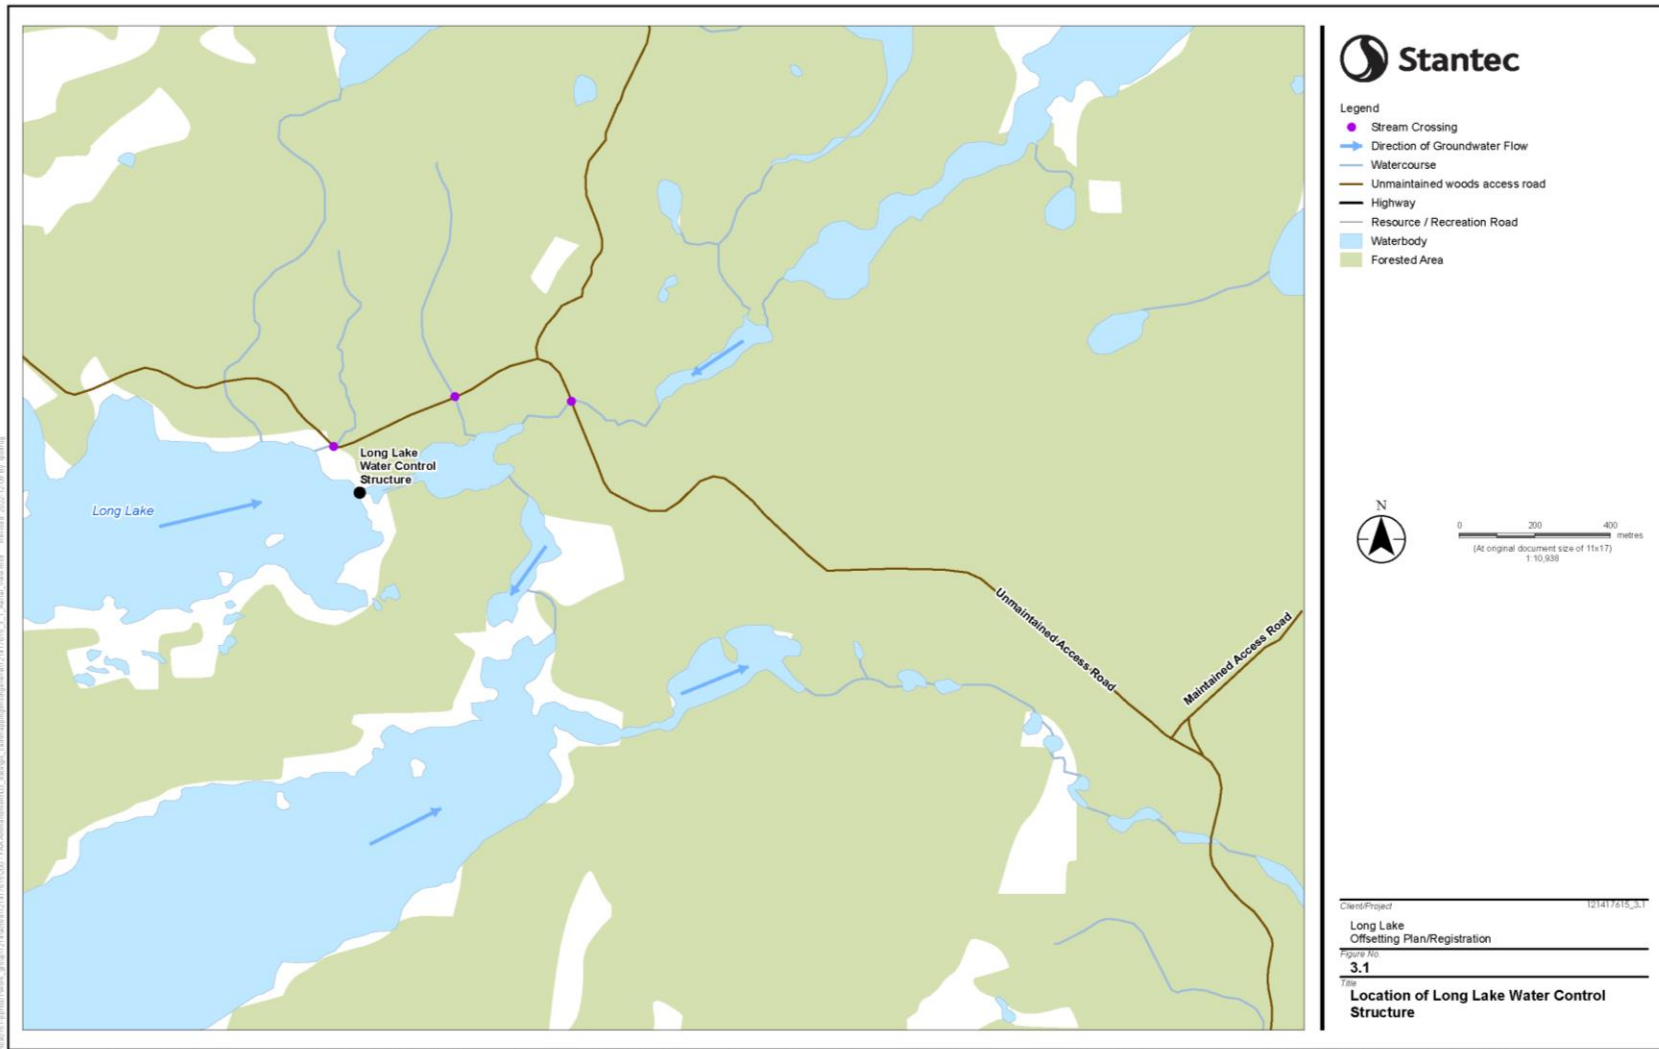 Stantec
Legend
Stream Crossing
Direction of Groundwater Flow
Watercourse
Unmaintained woods access road
Highway
Resource / Recreation Road
Waterbody
Forested Area
Long Lake
Water Control
Structure
Long Lake
Unmaintained Access Road
Maintained Access Road
N
0 200 400
metres
(At original document size of 11x17)
1:10,938
Client/Project
121417615_3.1
Long Lake
Offsetting Plan/Registration
Figure No.
3.1
Title
Location of Long Lake Water Control
Structure